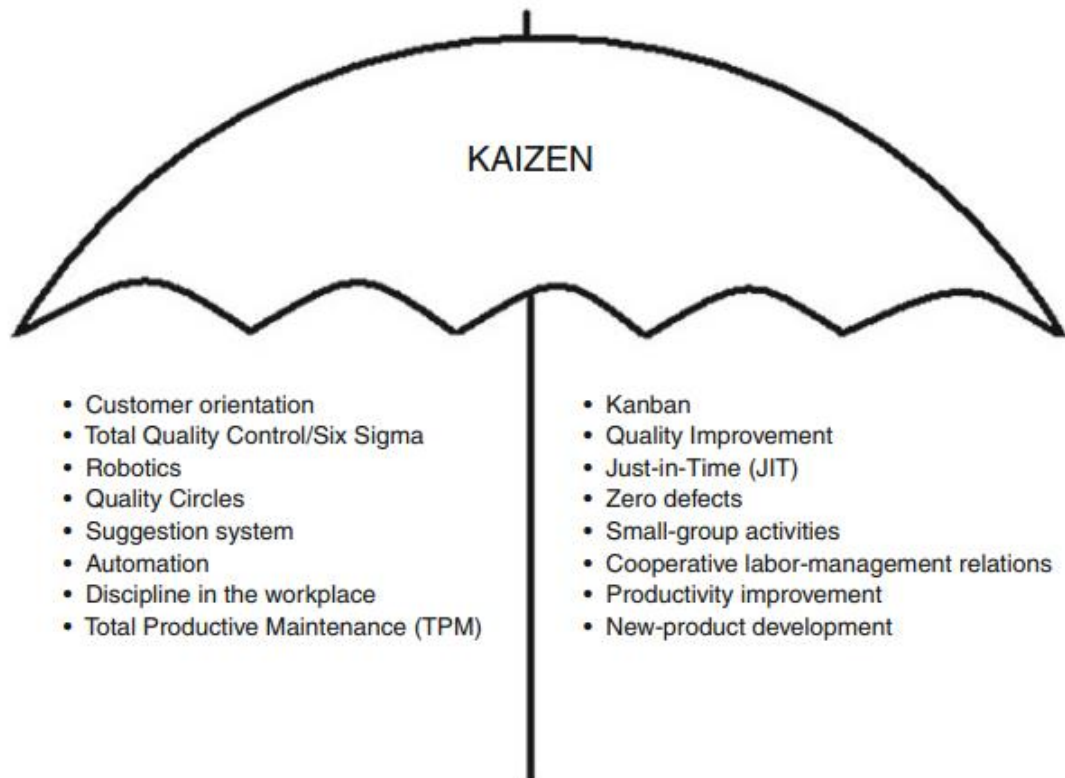 KAIZEN
• Customer orientation
• Total Quality Control/Six Sigma
• Robotics
• Quality Circles
• Suggestion system
• Automation
• Discipline in the workplace
• Total Productive Maintenance (TPM)
• Kanban
• Quality Improvement
• Just-in-Time (JIT)
• Zero defects
• Small-group activities
• Cooperative labor-management relations
• Productivity improvement
• New-product development